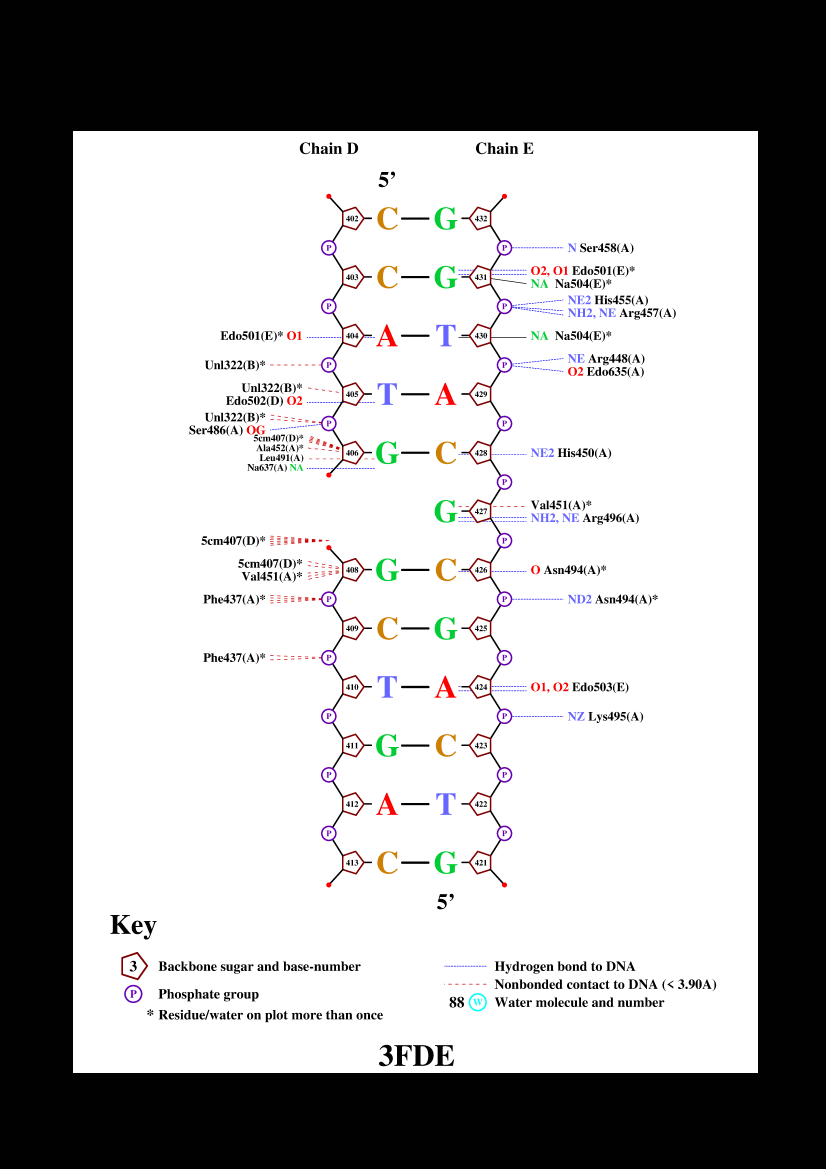 Chain D Chain E
5’
402 C G 432
P P N Ser458(A)
O2, O1 Edo501(E)*
403 C G 431
NA Na504(E)*
NE2 His455(A)
P P
NH2, NE Arg457(A)
Edo501(E)* O1 404 A T 430 NA Na504(E)*
NE Arg448(A)
Unl322(B)* P P
O2 Edo635(A)
Unl322(B)*
405 T A 429
Edo502(D) O2
Unl322(B)*
P P
Ser486(A) OG
5cm407(D)*
Ala452(A)*
406 G C 428 NE2 His450(A)
Leu491(A)
Na637(A) NA
P
Val451(A)*
G 427
NH2, NE Arg496(A)
5cm407(D)* P
5cm407(D)*
408 G C 426 O Asn494(A)*
Val451(A)*
Phe437(A)* P P ND2 Asn494(A)*
409 C G 425
Phe437(A)* P P
410 T A 424 O1, O2 Edo503(E)
P P NZ Lys495(A)
411 G C 423
P P
412 A T 422
P P
413 C G 421
5’
Key
3 Backbone sugar and base-number
P Phosphate group
* Residue/water on plot more than once
Hydrogen bond to DNA
Nonbonded contact to DNA (< 3.90A)
88 W Water molecule and number
3FDE